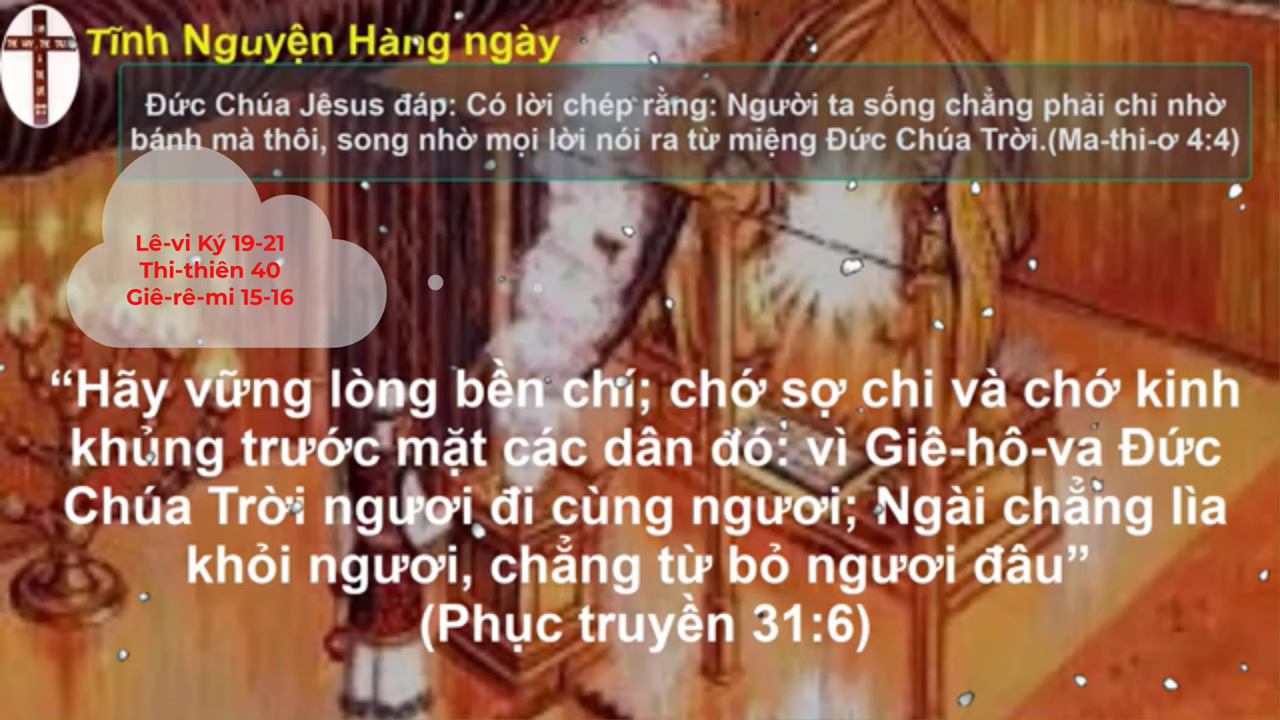 Tĩnh Nguyện Hàng ngày
Đức Chúa Jêsus đáp: Có lời chép rằng: Người ta sống chẳng phải chỉ nhờ
bánh mà thôi, song nhờ mọi lời nói ra từ miệng Đức Chúa Trời.(Ma-thi-ơ 4:4)
Lê-vi Ký 19-21
Thi-thiên 40
Giê-rê-mi 15-16
“Hãy vững lòng bền chí; chớ sợ chi và chớ kinh
khủng trước mặt các dân đó: vì Giê-hô-va Đức
Chúa Trời ngươi đi cùng ngươi; Ngài chẳng lìa
khỏi ngươi, chẳng từ bỏ ngươi đâu”
(Phục truyền 31:6)